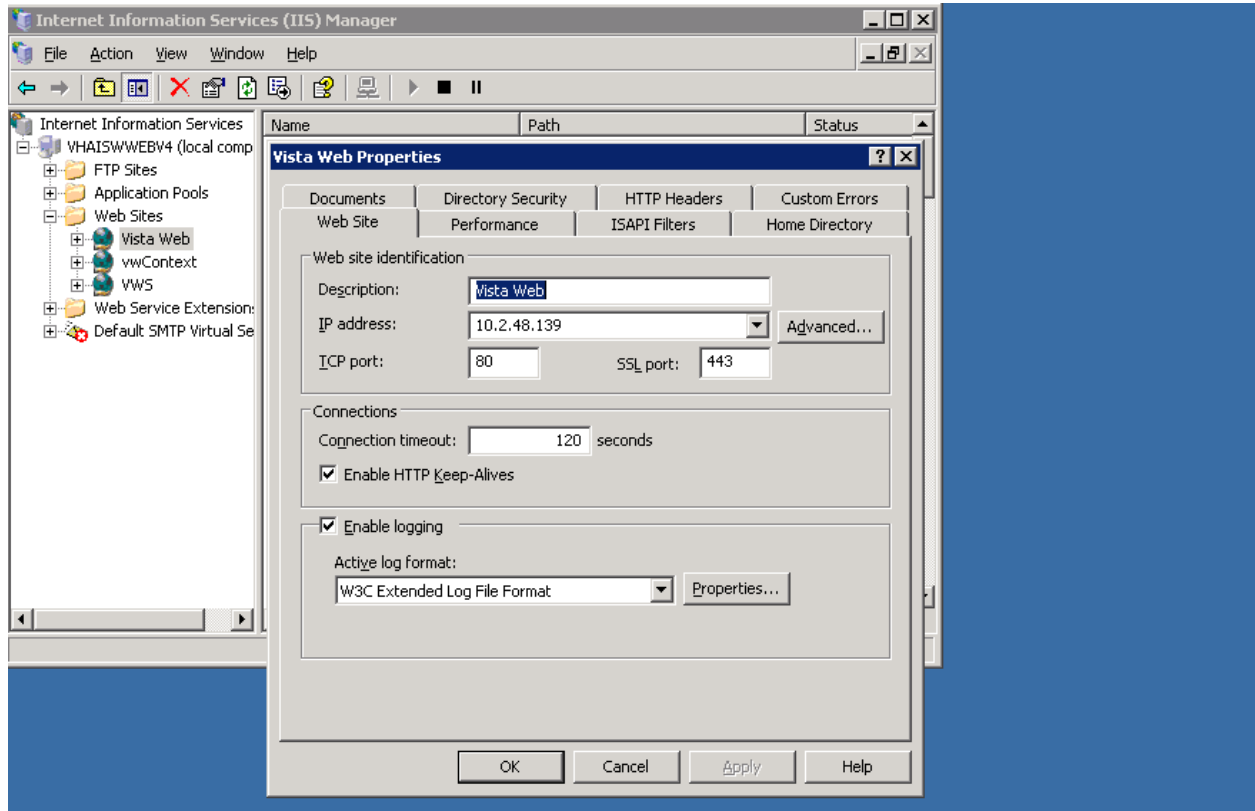 Internet Information Services (IIS) Manager
File Action View Window Help
Internet Information Services
VHAISWWEBV4 (local comp
FTP Sites
Application Pools
Web Sites
Vista Web
vwContext
VWS
Web Service Extension
Default SMTP Virtual Se
Name Path Status
Vista Web Properties
Documents Directory Security HTTP Headers Custom Errors
Web Site Performance ISAPI Filters Home Directory
Web site identification
Description: Vista Web
IP address: 10.2.48.139 Advanced...
TCP port: 80 SSL port: 443
Connections
Connection timeout: 120 seconds
Enable HTTP Keep-Alives
Enable logging
Active log format:
W3C Extended Log File Format Properties...
OK Cancel Apply Help